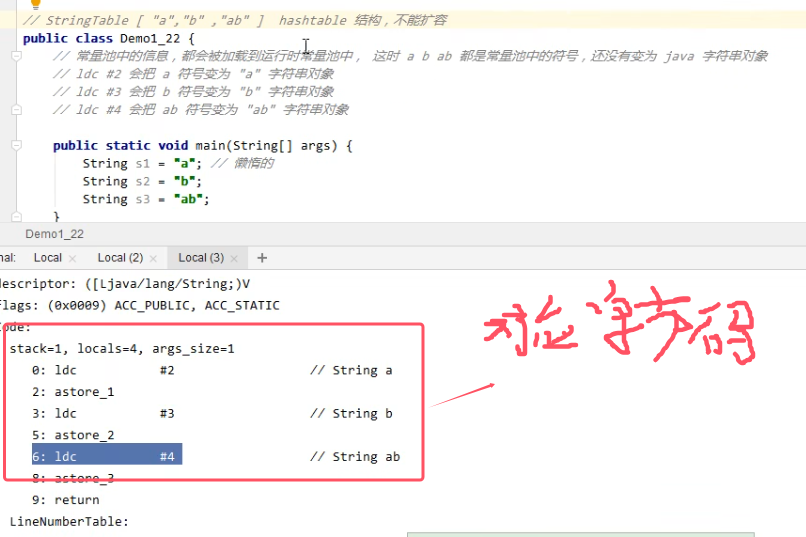 // StringTable [ "a","b" ,"ab" ]  hashtable 结构，不能扩容
public class Demo1_22 {
// 常量池中的信息，都会被加载到运行时常量池中， 这时 a b ab 都是常量池中的符号，还没有变为 java 字符串对象
// ldc #2 会把 a 符号变为 "a" 字符串对象
// ldc #3 会把 b 符号变为 "b" 字符串对象
// ldc #4 会把 ab 符号变为 "ab" 字符串对象
public static void main(String[] args) {
String s1 = "a"; // 懒惰的
String s2 = "b";
String s3 = "ab";
}
Demo1_22
nal: Local × Local (2) × Local (3) × +
descriptor: ([Ljava/lang/String;)V
flags: (0x0009) ACC_PUBLIC, ACC_STATIC
Code:
stack=1, locals=4, args_size=1
0: ldc #2 // String a
2: astore_1
3: ldc #3 // String b
5: astore_2
6: ldc #4 // String ab
8: astore_3
9: return
LineNumberTable:
对应字节码